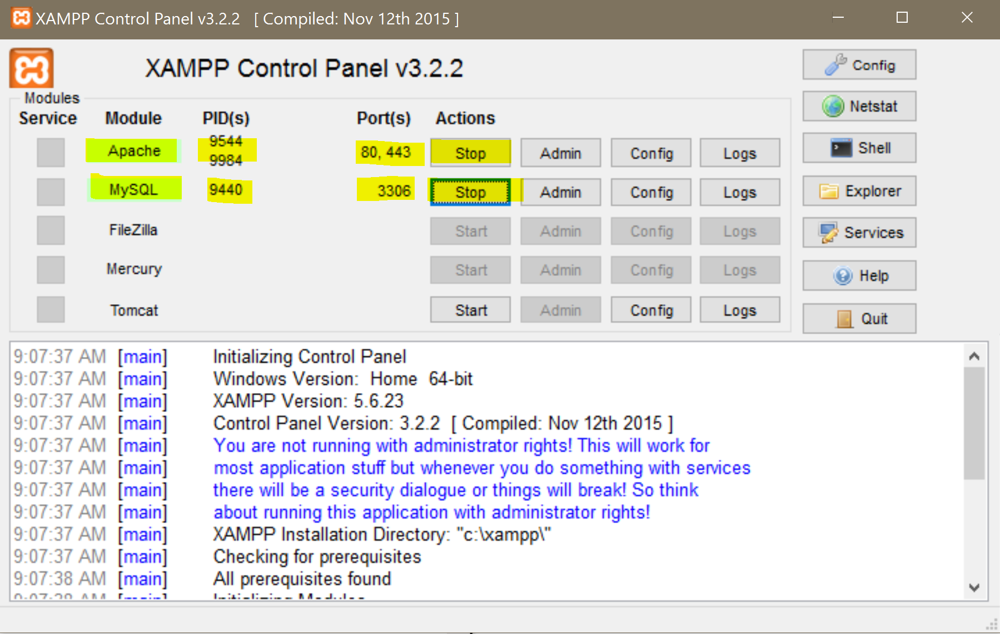 XAMPP Control Panel v3.2.2 [ Compiled: Nov 12th 2015 ]
XAMPP Control Panel v3.2.2
Config
Modules
Service Module PID(s) Port(s) Actions
Netstat
Apache 9544 9984 80, 443 Stop Admin Config Logs
Shell
MySQL 9440 3306 Stop Admin Config Logs
Explorer
FileZilla Start Admin Config Logs
Services
Mercury Start Admin Config Logs
Help
Tomcat Start Admin Config Logs
Quit
9:07:37 AM [main] Initializing Control Panel
9:07:37 AM [main] Windows Version: Home 64-bit
9:07:37 AM [main] XAMPP Version: 5.6.23
9:07:37 AM [main] Control Panel Version: 3.2.2 [ Compiled: Nov 12th 2015 ]
9:07:37 AM [main] You are not running with administrator rights! This will work for
9:07:37 AM [main] most application stuff but whenever you do something with services
9:07:37 AM [main] there will be a security dialogue or things will break! So think
9:07:37 AM [main] about running this application with administrator rights!
9:07:37 AM [main] XAMPP Installation Directory: "c:\xampp\"
9:07:37 AM [main] Checking for prerequisites
9:07:38 AM [main] All prerequisites found
9:07:38 AM [main] Initializing Modules